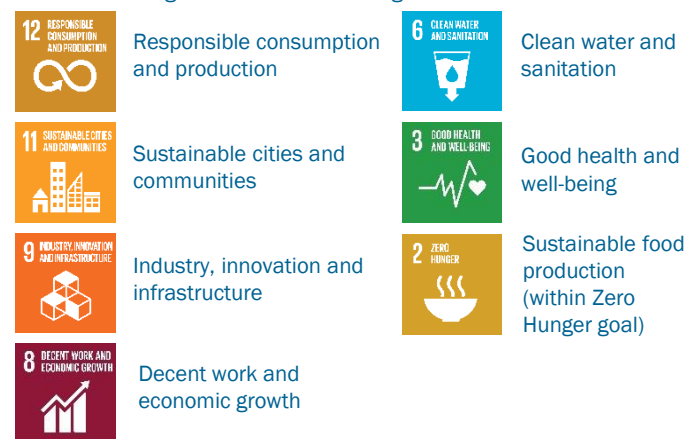 12 RESPONSIBLE
CONSUMPTION
AND PRODUCTION
Responsible consumption
and production
11 SUSTAINABLE CITIES
AND COMMUNITIES
Sustainable cities and
communities
9 INDUSTRY, INNOVATION
AND INFRASTRUCTURE
Industry, innovation and
infrastructure
8 DECENT WORK AND
ECONOMIC GROWTH
Decent work and
economic growth
6 CLEAN WATER
AND SANITATION
Clean water and
sanitation
3 GOOD HEALTH
AND WELL-BEING
Good health and
well-being
2 ZERO
HUNGER
Sustainable food
production
(within Zero
Hunger goal)